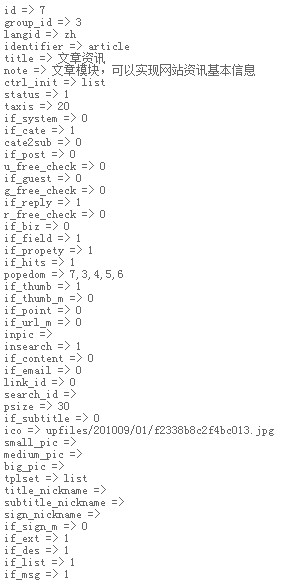 id => 7
group_id => 3
langid => zh
identifier => article
title => 文章资讯
note => 文章模块，可以实现网站资讯基本信息
ctrl_init => list
status => 1
taxis => 20
if_system => 0
if_cate => 1
cate2sub => 0
if_post => 0
u_free_check => 0
if_guest => 0
g_free_check => 0
if_reply => 1
r_free_check => 0
if_biz => 0
if_field => 1
if_propety => 1
if_hits => 1
popedom => 7,3,4,5,6
if_thumb => 1
if_thumb_m => 0
if_point => 0
if_url_m => 0
inpic =>
insearch => 1
if_content => 0
if_email => 0
link_id => 0
search_id =>
psize => 30
if_subtitle => 0
ico => upfiles/201009/01/f2338b8c2f4bc013.jpg
small_pic =>
medium_pic =>
big_pic =>
tplset => list
title_nickname =>
subtitle_nickname =>
sign_nickname =>
if_sign_m => 0
if_ext => 1
if_des => 1
if_list => 1
if_msg => 1